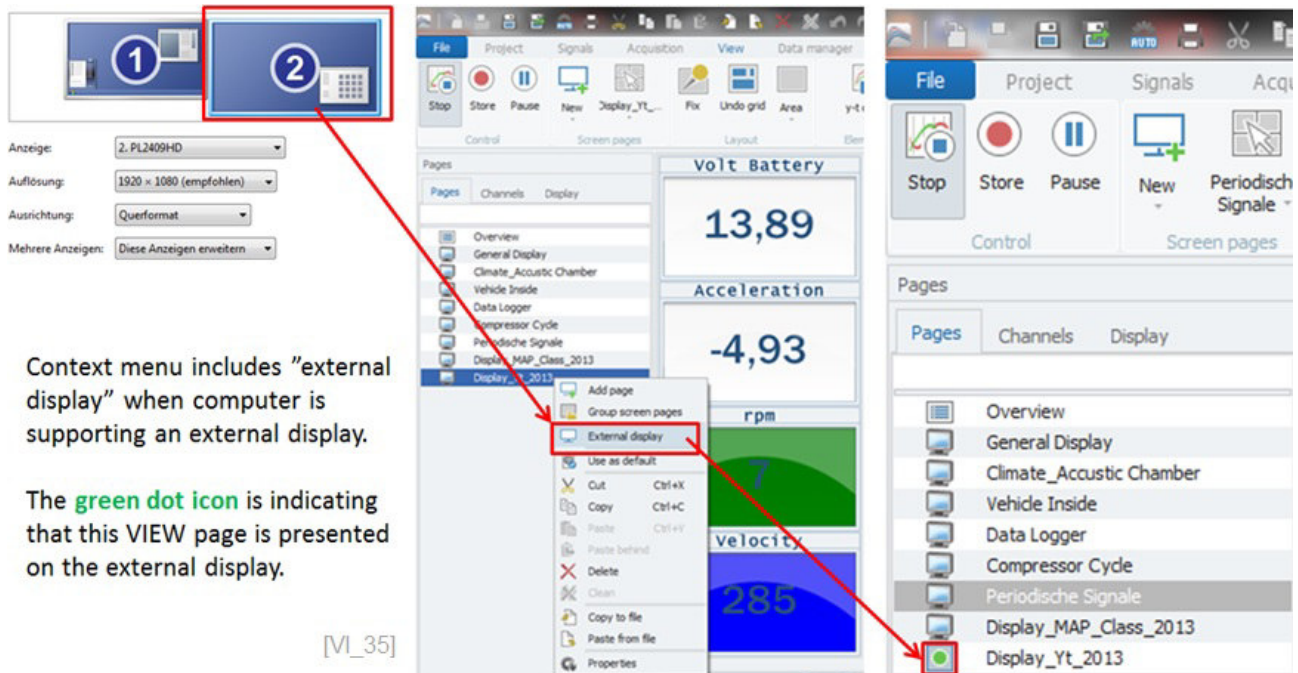 1
2
Anzeige: 2. PL2409HD
Auflösung: 1920 × 1080 (empfohlen)
Ausrichtung: Querformat
Mehrere Anzeigen: Diese Anzeigen erweitern
Context menu includes ”external
display” when computer is
supporting an external display.
The green dot icon is indicating
that this VIEW page is presented
on the external display.
[VI_35]
File Project Signals Acquisition View Data manager
Stop Store Pause New Display_Yt_... Fix Undo grid Area
Control Screen pages Layout
Pages
Pages Channels Display
Overview
General Display
Climate_Accustic Chamber
Vehicle Inside
Data Logger
Compressor Cycle
Periodische Signale
Display_MAP_Class_2013
Display_Yt_2013
Add page
Group screen pages
External display
Use as default
Cut Ctrl+X
Copy Ctrl+C
Paste Ctrl+V
Paste behind
Delete
Clean
Copy to file
Paste from file
Properties
Volt Battery
13,89
Acceleration
-4,93
rpm
7
Velocity
285
AUTO
File Project Signals Acqu
Stop Store Pause New Periodisch
Signale
Control Screen pages
Pages
Pages Channels Display
Overview
General Display
Climate_Accustic Chamber
Vehicle Inside
Data Logger
Compressor Cycle
Periodische Signale
Display_MAP_Class_2013
Display_Yt_2013